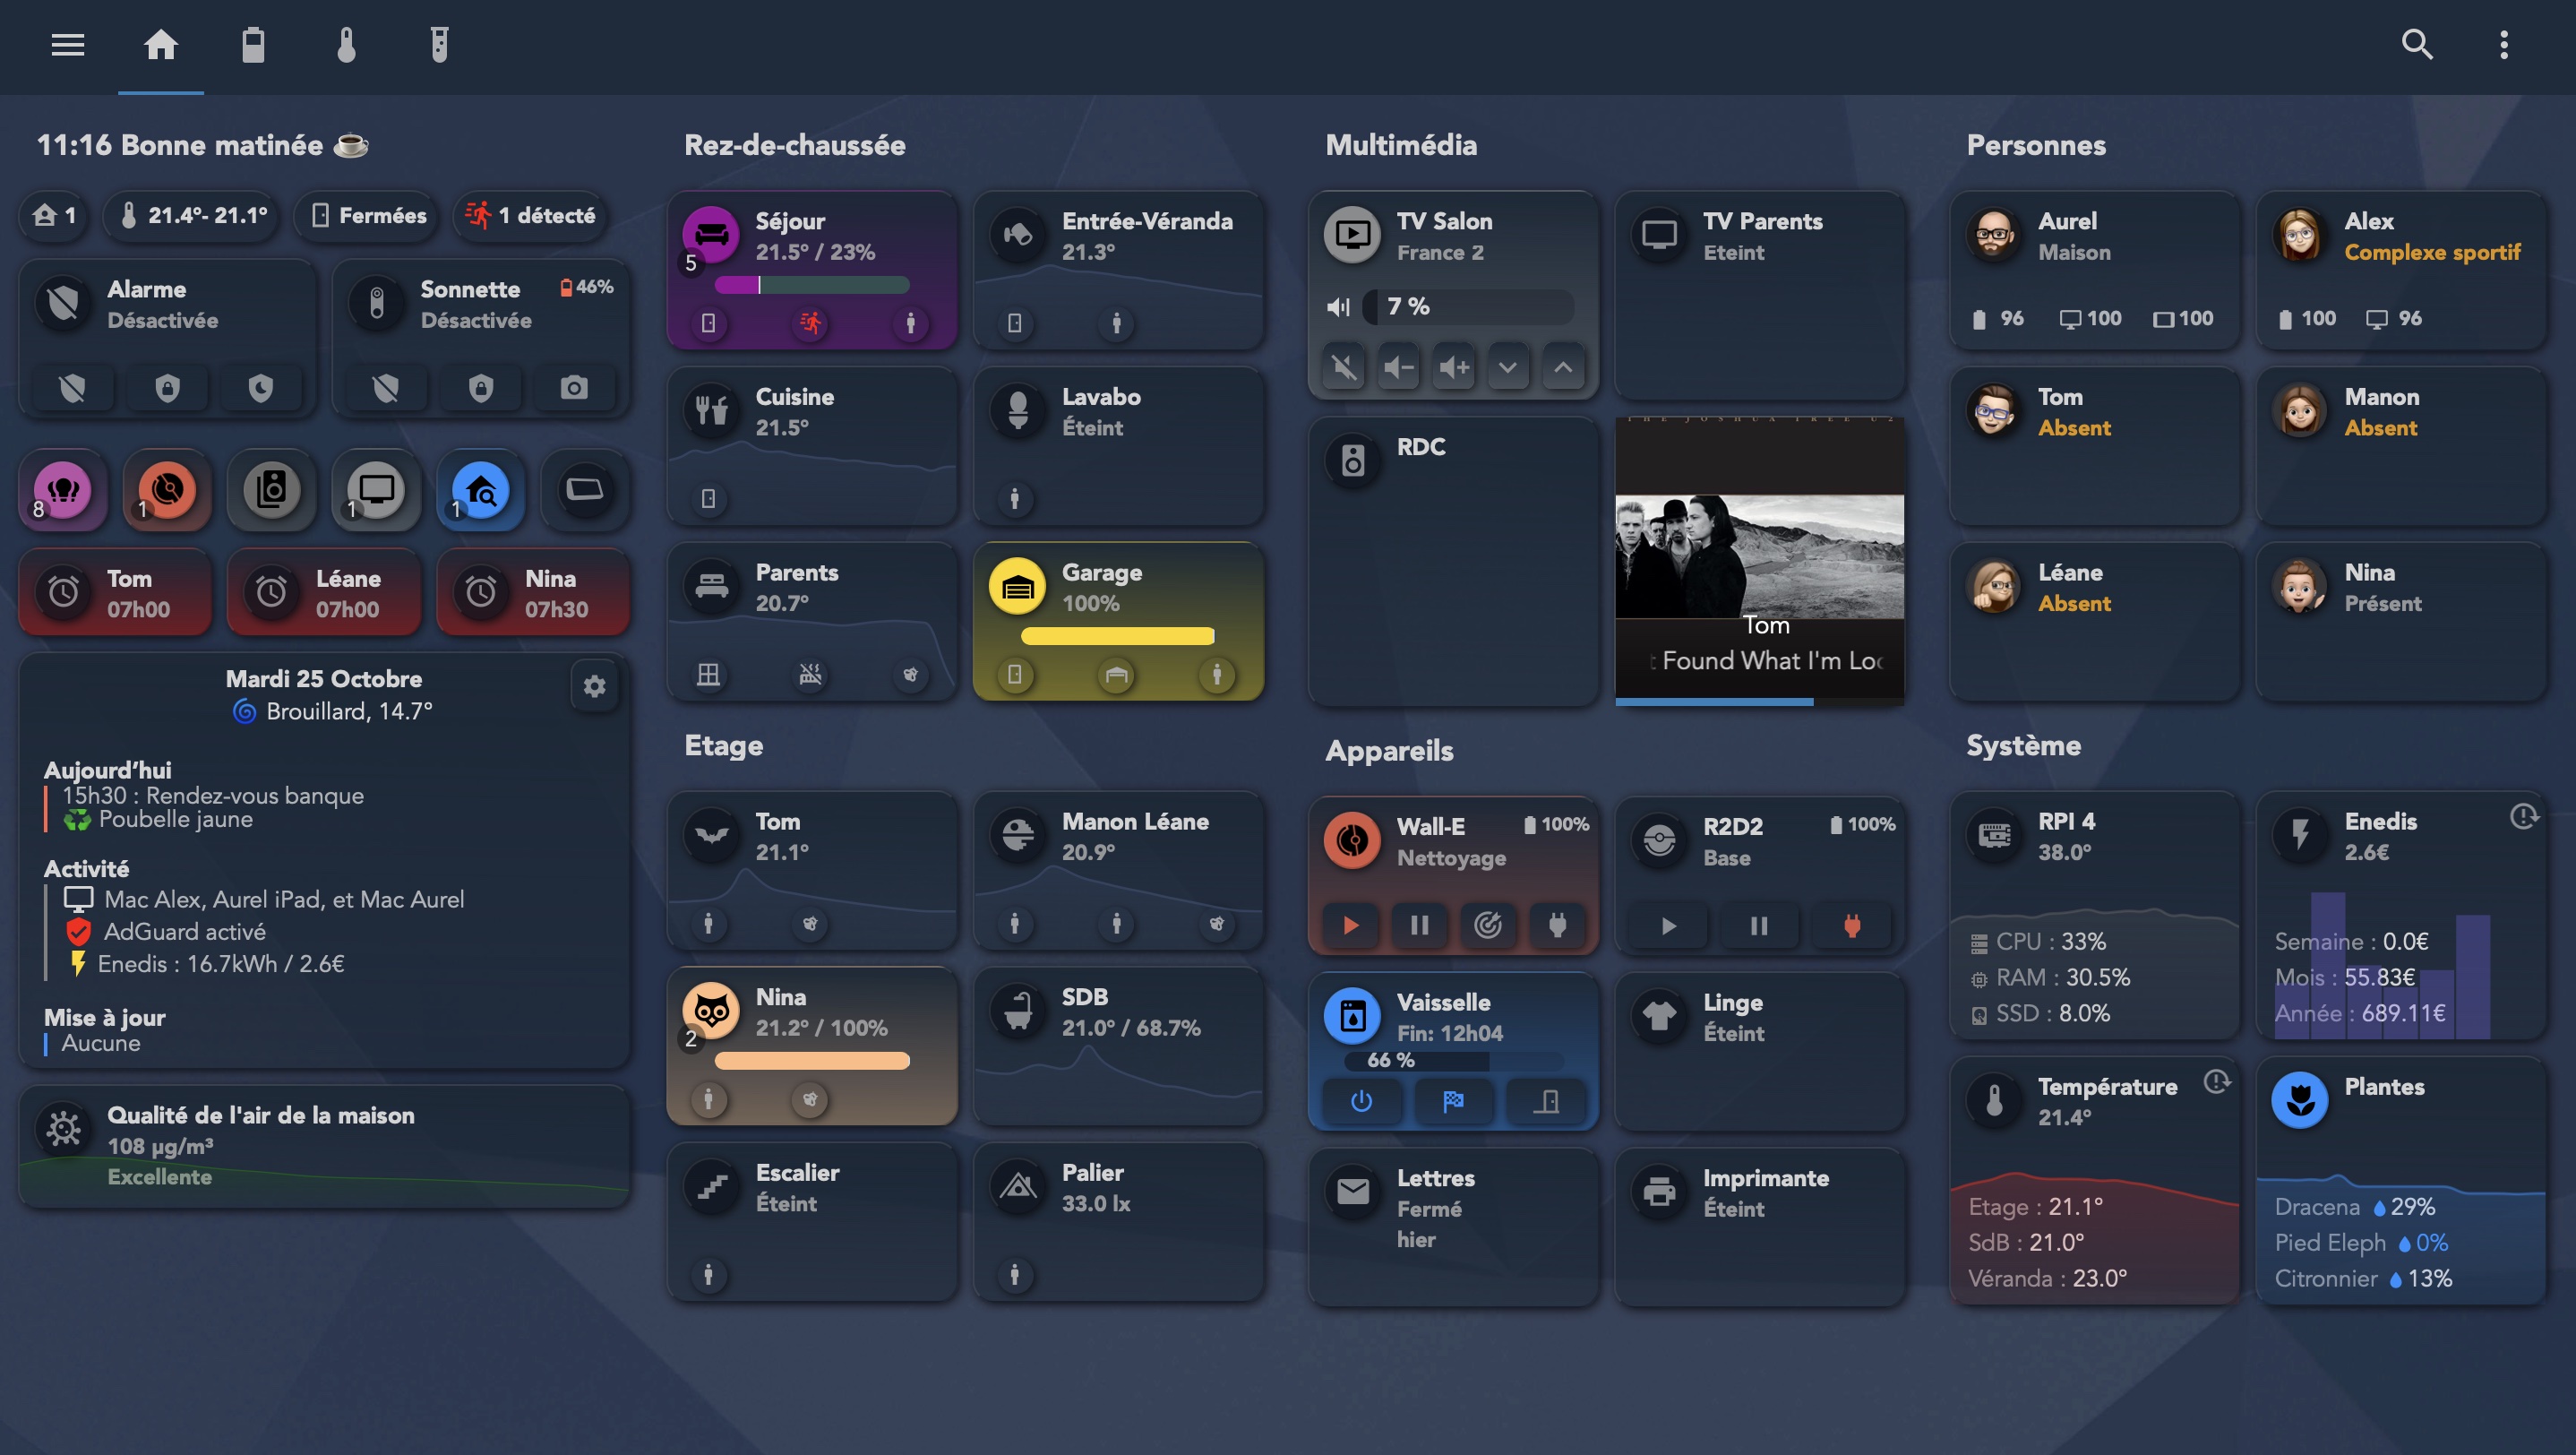 11:16 Bonne matinée
1
21.4°- 21.1°
Fermées
1 détecté
Alarme
Désactivée
Sonnette
46%
Désactivée
8
1
1
1
Tom
07h00
Léane
07h00
Nina
07h30
Mardi 25 Octobre
Brouillard, 14.7°
Aujourd'hui
15h30 : Rendez-vous banque
Poubelle jaune
Activité
Mac Alex, Aurel iPad, et Mac Aurel
AdGuard activé
Enedis : 16.7kWh / 2.6€
Mise à jour
Aucune
Qualité de l'air de la maison
108 µg/m³
Excellente
Rez-de-chaussée
Séjour
21.5° / 23%
5
Entrée-Véranda
21.3°
Cuisine
21.5°
Lavabo
Éteint
Parents
20.7°
Garage
100%
Etage
Tom
21.1°
Manon Léane
20.9°
Nina
21.2° / 100%
2
SDB
21.0° / 68.7%
Escalier
Éteint
Palier
33.0 lx
Multimédia
TV Salon
France 2
7 %
TV Parents
Eteint
RDC
THE JOSHUA TREE U2
Tom
t Found What I'm Loo
Appareils
Wall-E
100%
Nettoyage
R2D2
100%
Base
Vaisselle
Fin: 12h04
66 %
Linge
Éteint
Lettres
Fermé
hier
Imprimante
Éteint
Personnes
Aurel
Maison
96
100
100
Alex
Complexe sportif
100
96
Tom
Absent
Manon
Absent
Léane
Absent
Nina
Présent
Système
RPI 4
38.0°
CPU : 33%
RAM : 30.5%
SSD : 8.0%
Enedis
2.6€
Semaine : 0.0€
Mois : 55.83€
Année : 689.11€
Température
21.4°
Etage : 21.1°
SdB : 21.0°
Véranda : 23.0°
Plantes
Dracena 29%
Pied Eleph 0%
Citronnier 13%